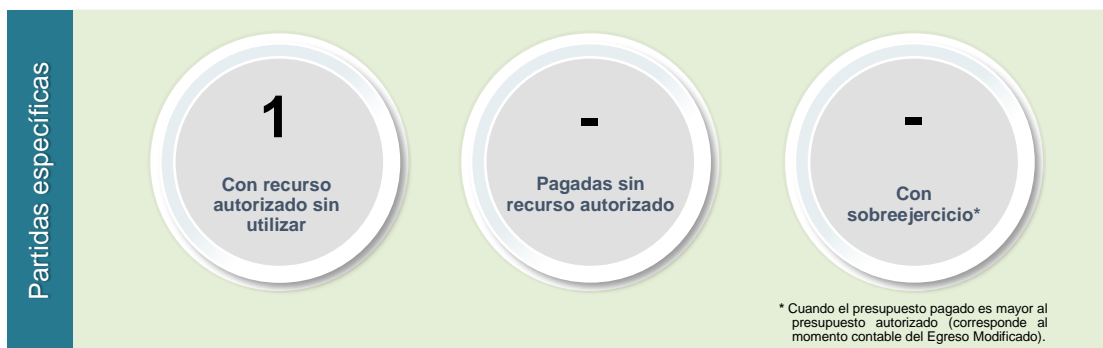 Partidas específicas
1
Con recurso
autorizado sin
utilizar
-
Pagadas sin
recurso autorizado
-
Con
sobreejercicio*
* Cuando el presupuesto pagado es mayor al
presupuesto autorizado (corresponde al
momento contable del Egreso Modificado).